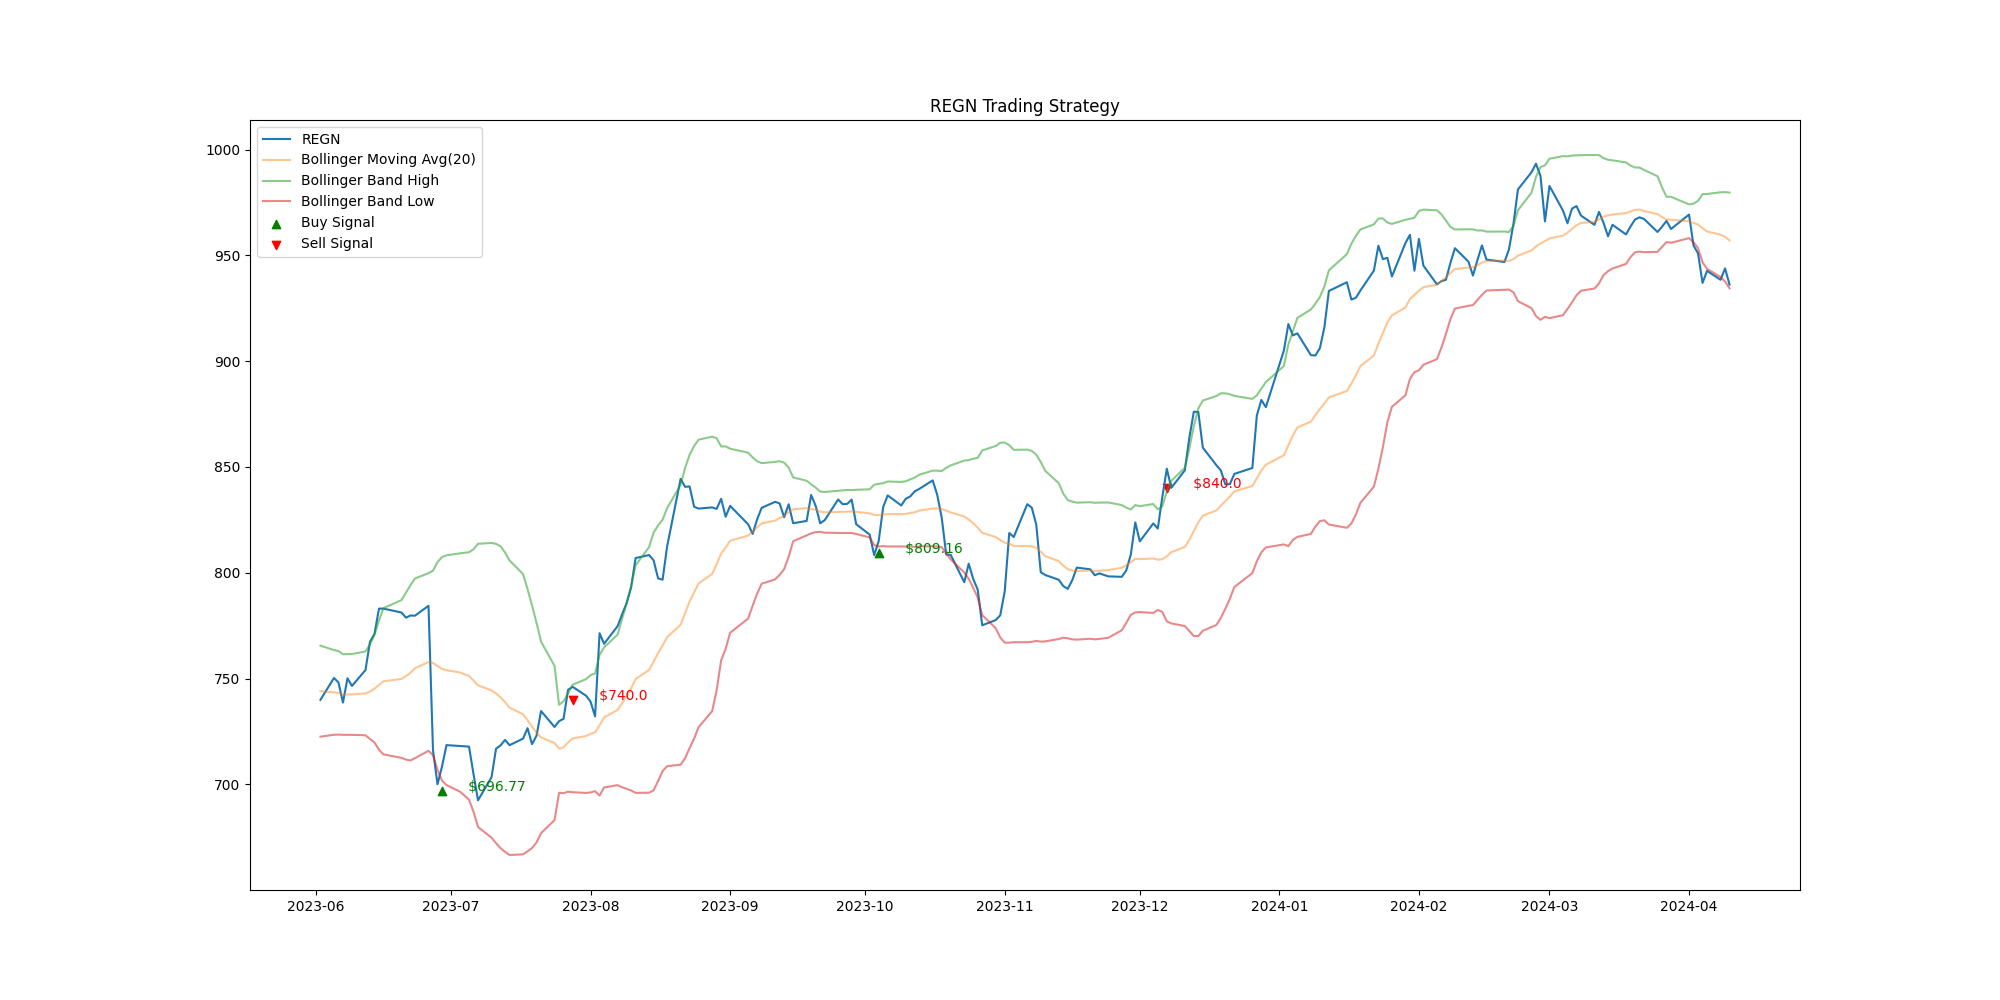 REGN Trading Strategy
REGN
Bollinger Moving Avg(20)
Bollinger Band High
Bollinger Band Low
Buy Signal
Sell Signal
1000
950
900
850
800
750
700
$840.0
$809.16
$740.0
$696.77
2023-06 2023-07 2023-08 2023-09 2023-10 2023-11 2023-12 2024-01 2024-02 2024-03 2024-04